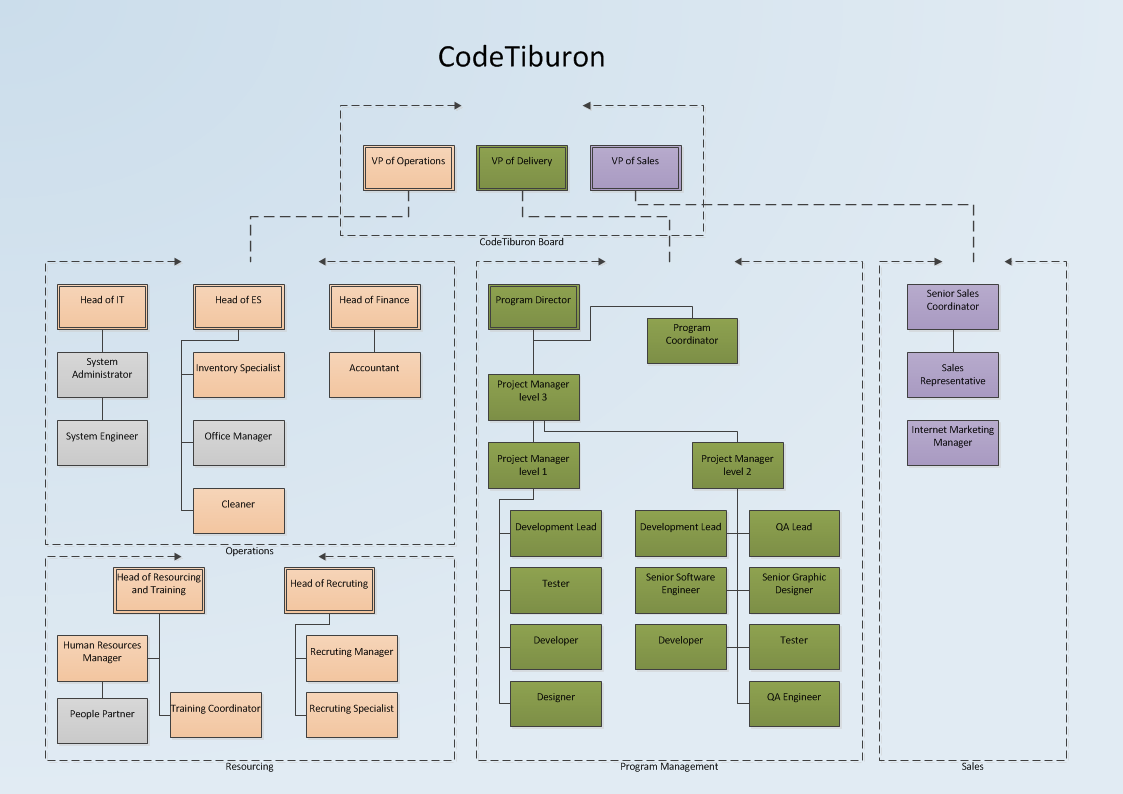 CodeTiburon
VP of Operations
VP of Delivery
VP of Sales
CodeTiburon Board
Head of IT
Head of ES
Head of Finance
System
Administrator
Inventory Specialist
Accountant
System Engineer
Office Manager
Cleaner
Operations
Head of Resourcing
and Training
Head of Recruting
Human Resources
Manager
Recruting Manager
People Partner
Training Coordinator
Recruting Specialist
Resourcing
Program Director
Program
Coordinator
Project Manager
level 3
Project Manager
level 1
Project Manager
level 2
Development Lead
Development Lead
QA Lead
Tester
Senior Software
Engineer
Senior Graphic
Designer
Developer
Developer
Tester
Designer
QA Engineer
Program Management
Senior Sales
Coordinator
Sales
Representative
Internet Marketing
Manager
Sales